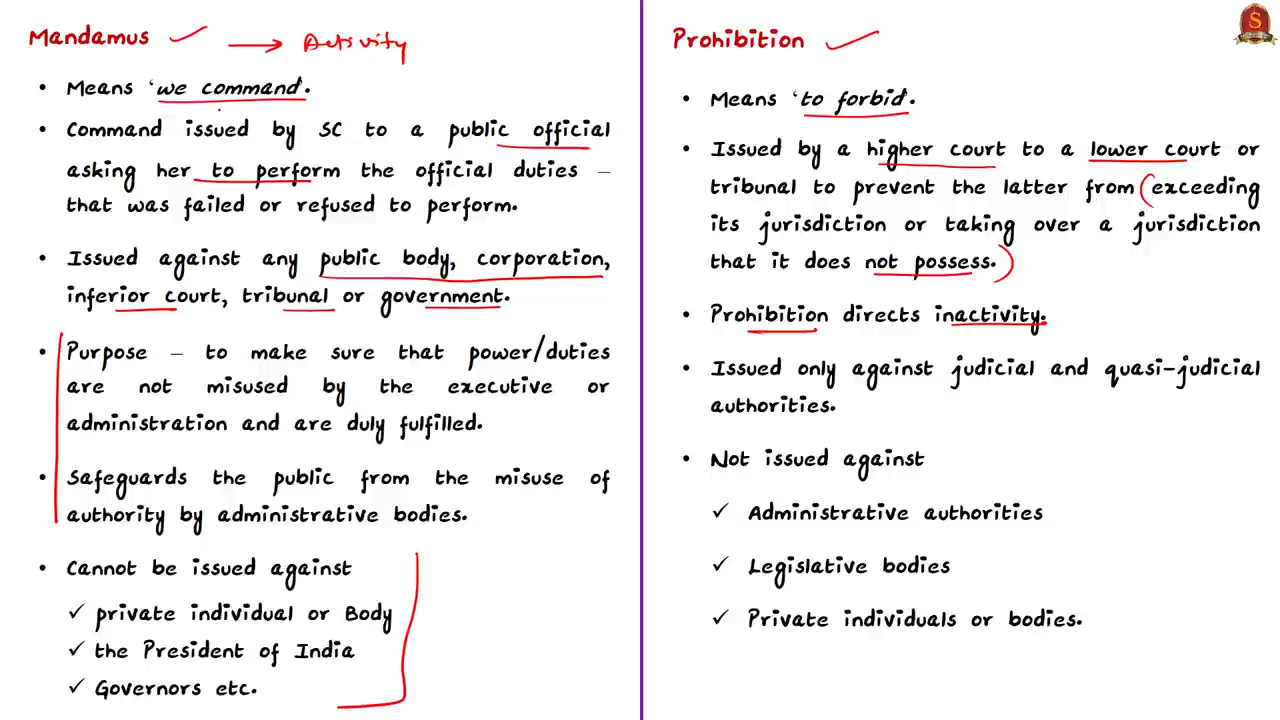 Mandamus
→ Activity
• Means ‘we command’.
• Command issued by SC to a public official
asking her to perform the official duties –
that was failed or refused to perform.
• Issued against any public body, corporation,
inferior court, tribunal or government.
• Purpose – to make sure that power/duties
are not misused by the executive or
administration and are duly fulfilled.
• Safeguards the public from the misuse of
authority by administrative bodies.
• Cannot be issued against
✓ private individual or Body
✓ the President of India
✓ Governors etc.
Prohibition
• Means ‘to forbid’.
• Issued by a higher court to a lower court or
tribunal to prevent the latter from (exceeding
its jurisdiction or taking over a jurisdiction
that it does not possess.)
• Prohibition directs inactivity.
• Issued only against judicial and quasi-judicial
authorities.
• Not issued against
✓ Administrative authorities
✓ Legislative bodies
✓ Private individuals or bodies.
S